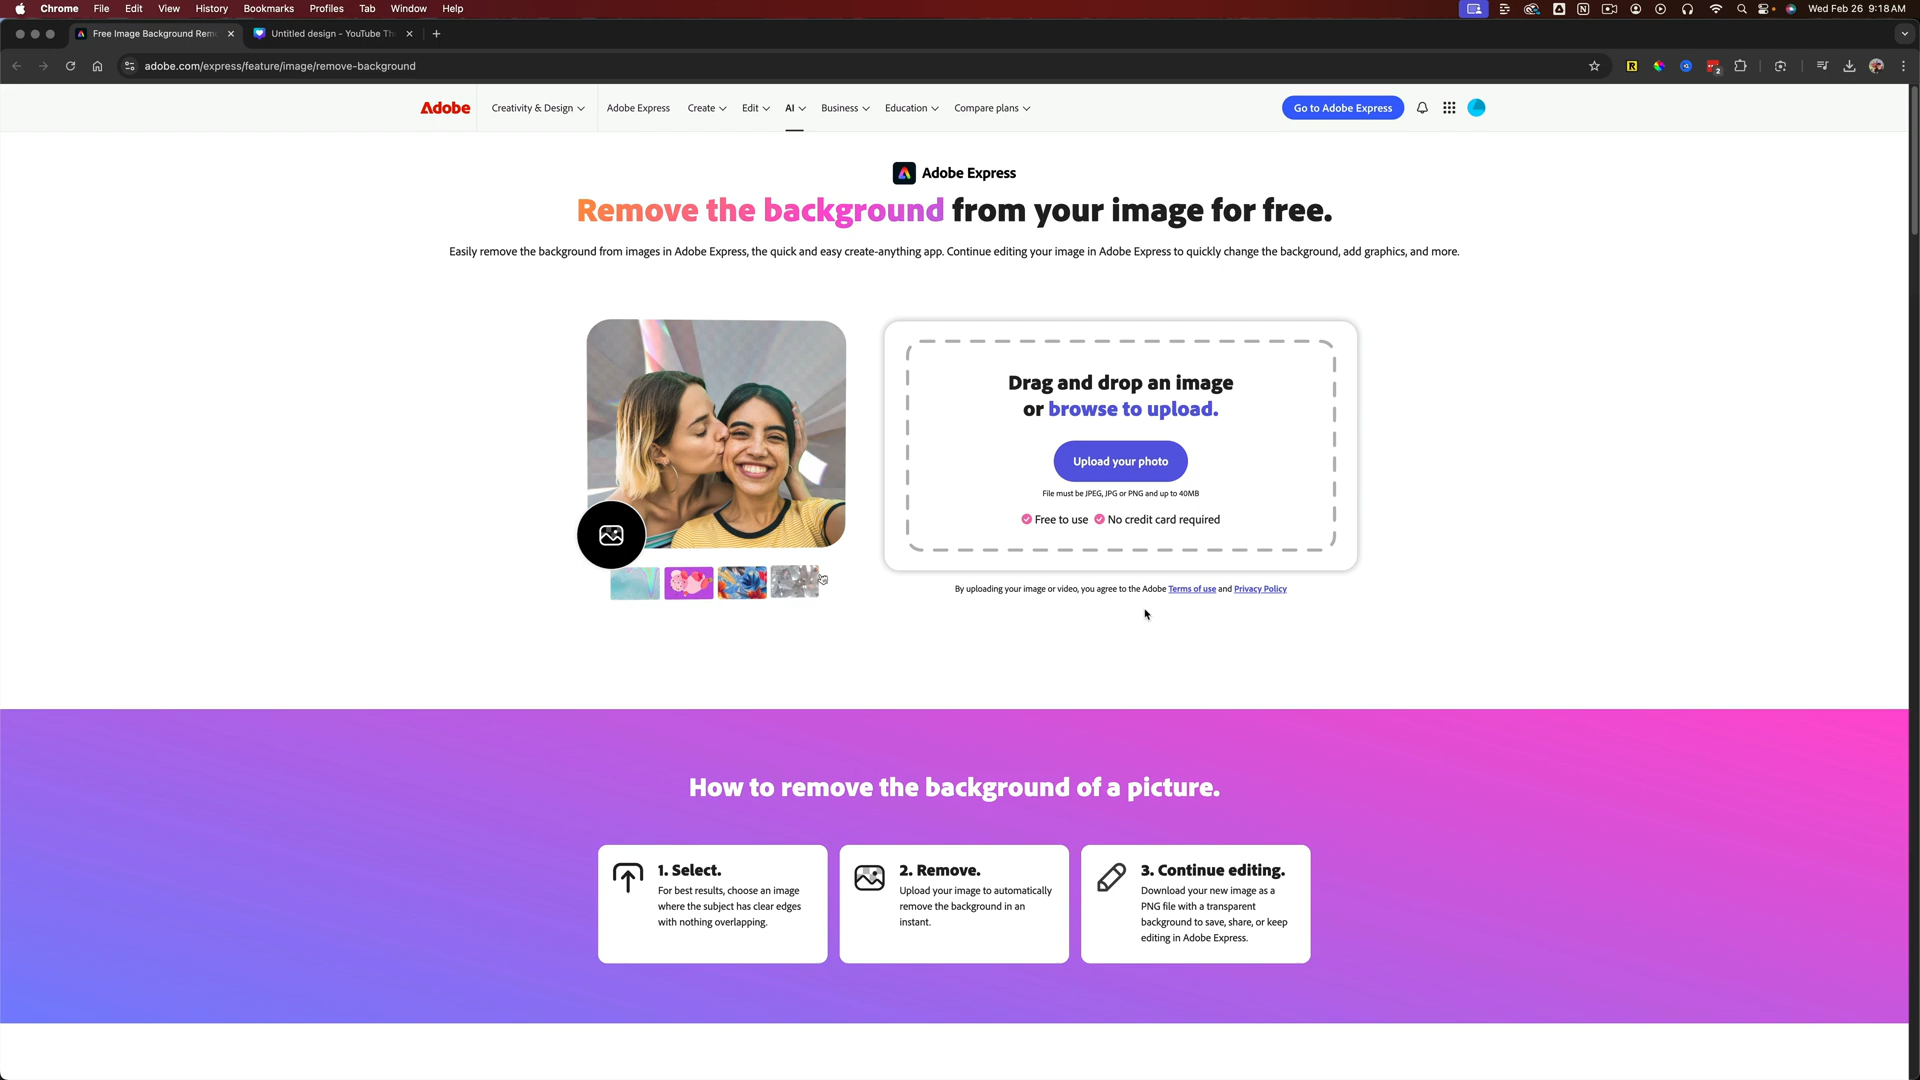 Chrome File Edit View History Bookmarks Profiles Tab Window Help
Wed Feb 26 9:18 AM
Free Image Background Rem
Untitled design - YouTube Th
adobe.com/express/feature/image/remove-background
2
Adobe Creativity & Design Adobe Express Create Edit AI Business Education Compare plans Go to Adobe Express
Adobe Express
Remove the background from your image for free.
Easily remove the background from images in Adobe Express, the quick and easy create-anything app. Continue editing your image in Adobe Express to quickly change the background, add graphics, and more.
Drag and drop an image
or browse to upload.
Upload your photo
File must be JPEG, JPG or PNG and up to 40MB
Free to use No credit card required
By uploading your image or video, you agree to the Adobe Terms of use and Privacy Policy
How to remove the background of a picture.
1. Select.
For best results, choose an image
where the subject has clear edges
with nothing overlapping.
2. Remove.
Upload your image to automatically
remove the background in an
instant.
3. Continue editing.
Download your new image as a
PNG file with a transparent
background to save, share, or keep
editing in Adobe Express.